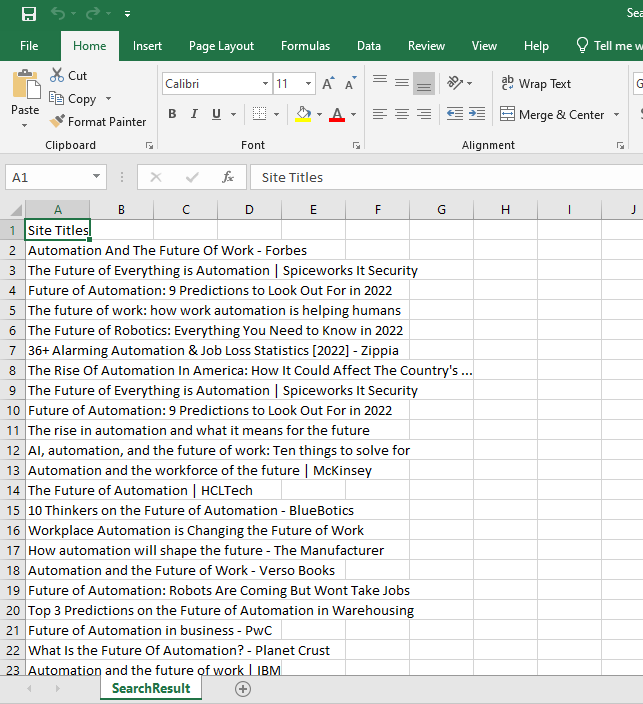 Sea
File Home Insert Page Layout Formulas Data Review View Help Tell me w
Paste
Cut
Copy
Format Painter
Clipboard
Calibri 11 A A
B I U A
Font
ab Wrap Text
Merge & Center
Alignment
G
A1 fx Site Titles
A B C D E F G H I J
1 Site Titles
2 Automation And The Future Of Work - Forbes
3 The Future of Everything is Automation | Spiceworks It Security
4 Future of Automation: 9 Predictions to Look Out For in 2022
5 The future of work: how work automation is helping humans
6 The Future of Robotics: Everything You Need to Know in 2022
7 36+ Alarming Automation & Job Loss Statistics [2022] - Zippia
8 The Rise Of Automation In America: How It Could Affect The Country's ...
9 The Future of Everything is Automation | Spiceworks It Security
10 Future of Automation: 9 Predictions to Look Out For in 2022
11 The rise in automation and what it means for the future
12 AI, automation, and the future of work: Ten things to solve for
13 Automation and the workforce of the future | McKinsey
14 The Future of Automation | HCLTech
15 10 Thinkers on the Future of Automation - BlueBotics
16 Workplace Automation is Changing the Future of Work
17 How automation will shape the future - The Manufacturer
18 Automation and the Future of Work - Verso Books
19 Future of Automation: Robots Are Coming But Wont Take Jobs
20 Top 3 Predictions on the Future of Automation in Warehousing
21 Future of Automation in business - PwC
22 What Is the Future Of Automation? - Planet Crust
23 Automation and the future of work | IBM
SearchResult